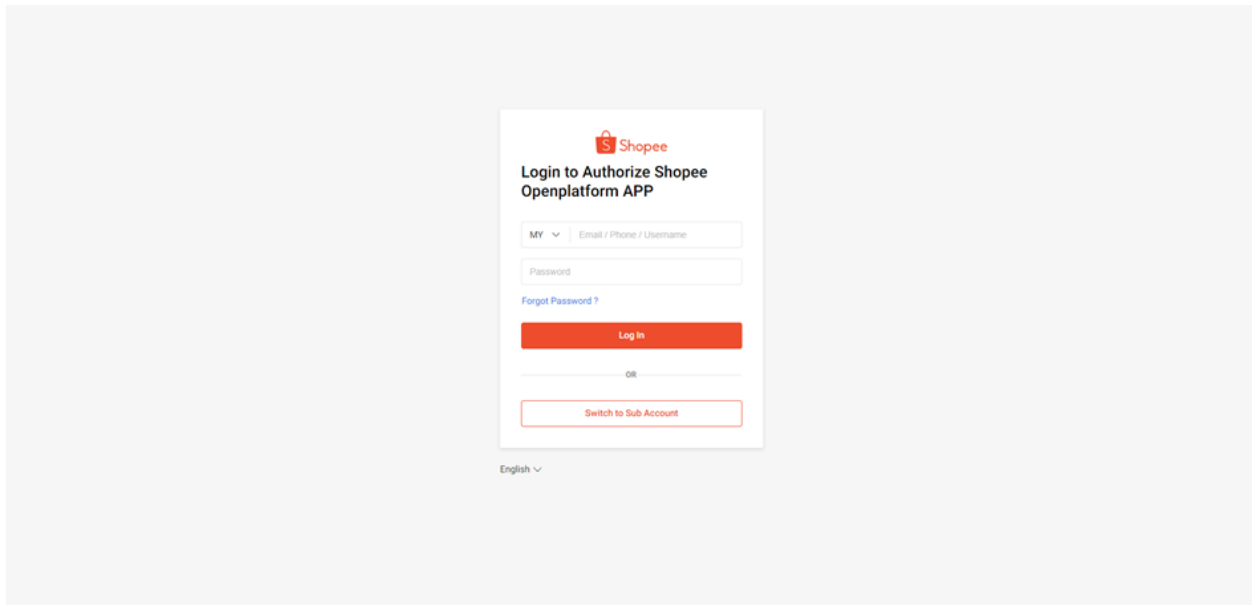 Shopee
Login to Authorize Shopee
Openplatform APP
MY Email / Phone / Username
Password
Forgot Password ?
Log In
OR
Switch to Sub Account
English